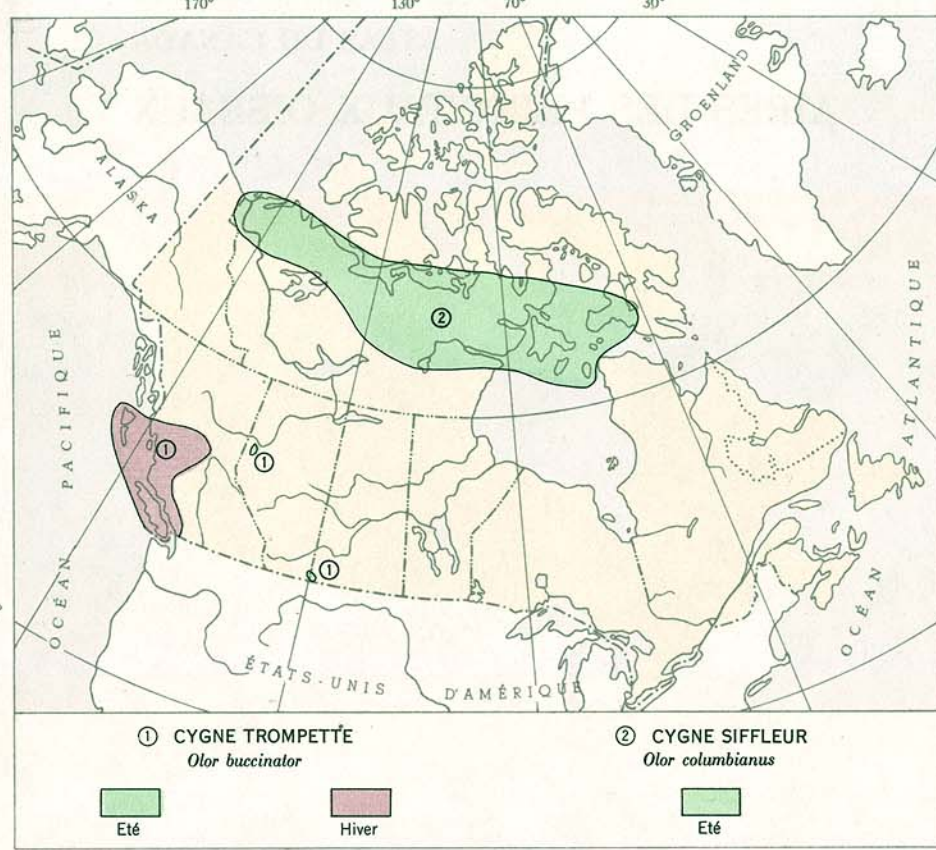 170° 130° 70° 30°
GROENLAND
ALASKA
②
OCÉAN PACIFIQUE
OCÉAN ATLANTIQUE
①
①
①
ÉTATS-UNIS D'AMÉRIQUE
① CYGNE TROMPETTE
Olor buccinator
Eté
Hiver
② CYGNE SIFFLEUR
Olor columbianus
Eté